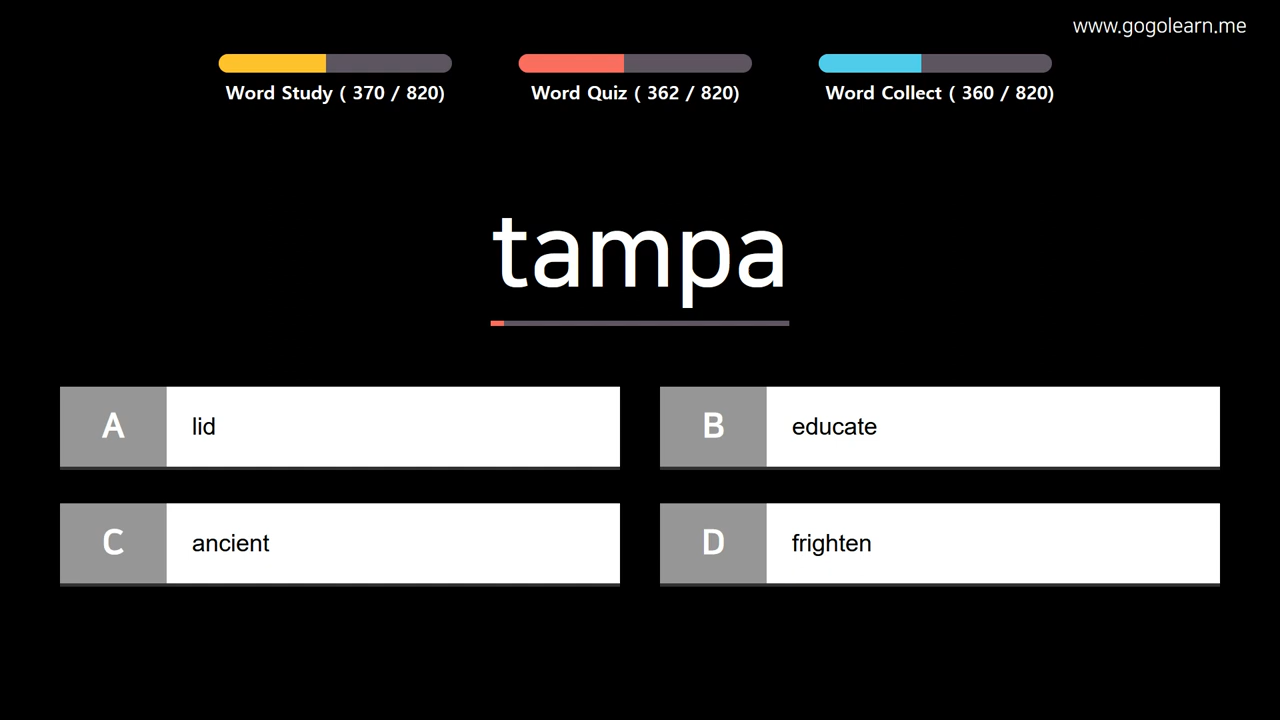 www.gogolearn.me
Word Study ( 370 / 820)
Word Quiz ( 362 / 820)
Word Collect ( 360 / 820)
tampa
A lid
B educate
C ancient
D frighten